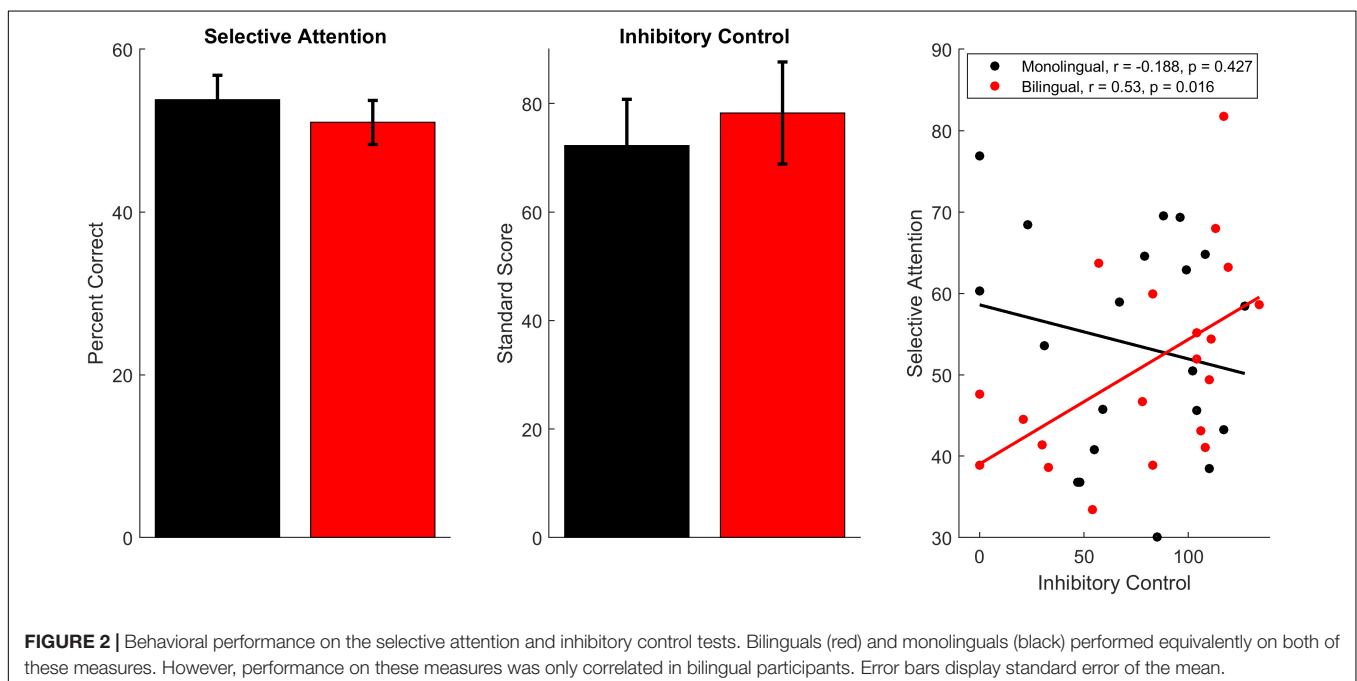 Selective Attention
60
40
20
0
Percent Correct
Inhibitory Control
80
60
40
20
0
Standard Score
90
80
70
60
50
40
30
Selective Attention
Monolingual, r = -0.188, p = 0.427
Bilingual, r = 0.53, p = 0.016
0 50 100
Inhibitory Control
FIGURE 2 | Behavioral performance on the selective attention and inhibitory control tests. Bilinguals (red) and monolinguals (black) performed equivalently on both of
these measures. However, performance on these measures was only correlated in bilingual participants. Error bars display standard error of the mean.